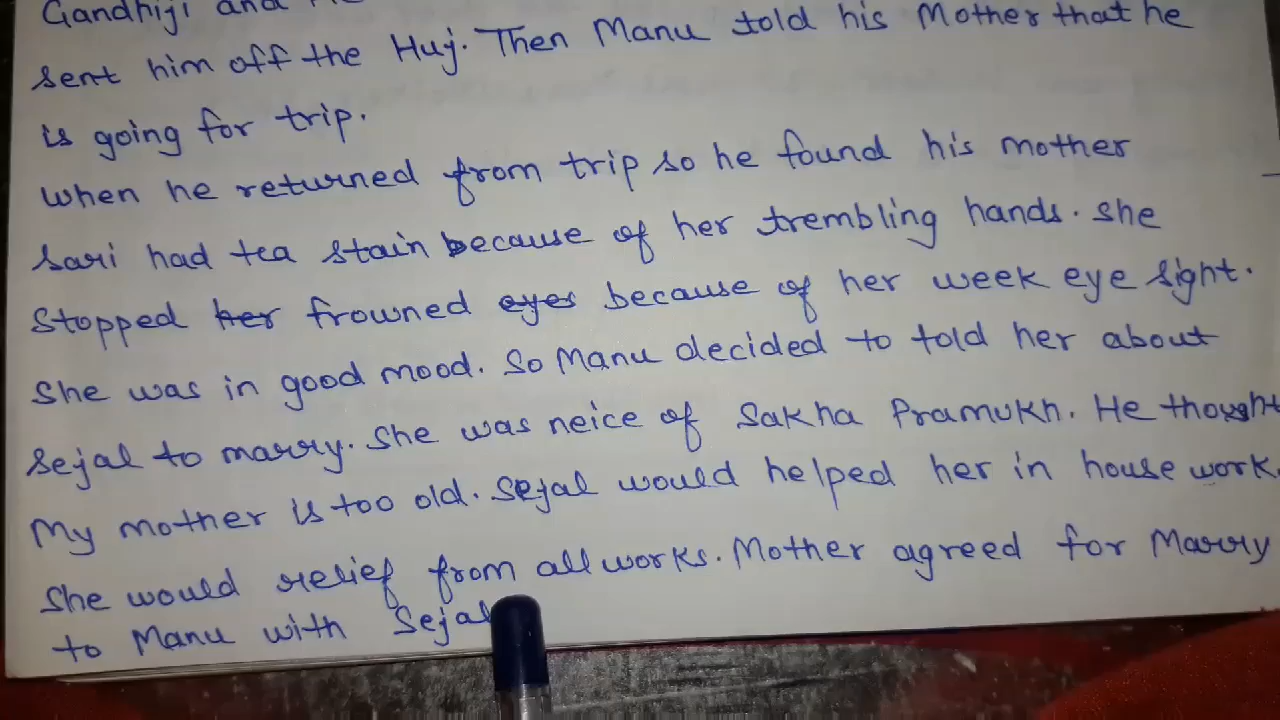 Gandhiji and
sent him off the Huj. Then Manu told his Mother that he
is going for trip.
when he returned from trip so he found his mother
sari had tea stain because of her trembling hands. she
stopped her frowned eyes because of her week eye sight.
She was in good mood. So Manu decided to told her about
Sejal to marry. She was neice of Sakha Pramukh. He thought
My mother is too old. Sejal would helped her in house work.
She would relief from all works. Mother agreed for Marry
to Manu with Sejal